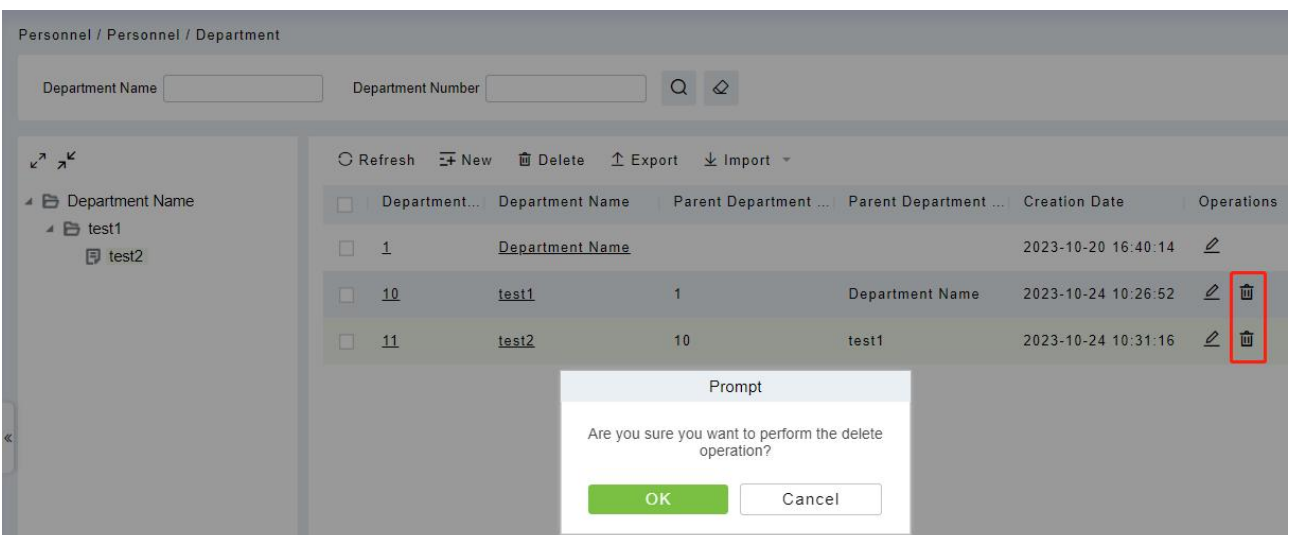 Personnel / Personnel / Department
Department Name Department Number
Refresh New Delete Export Import
Department Name
test1
test2
Department... Department Name Parent Department ... Parent Department ... Creation Date Operations
1 Department Name 2023-10-20 16:40:14
10 test1 1 Department Name 2023-10-24 10:26:52
11 test2 10 test1 2023-10-24 10:31:16
Prompt
Are you sure you want to perform the delete
operation?
OK Cancel